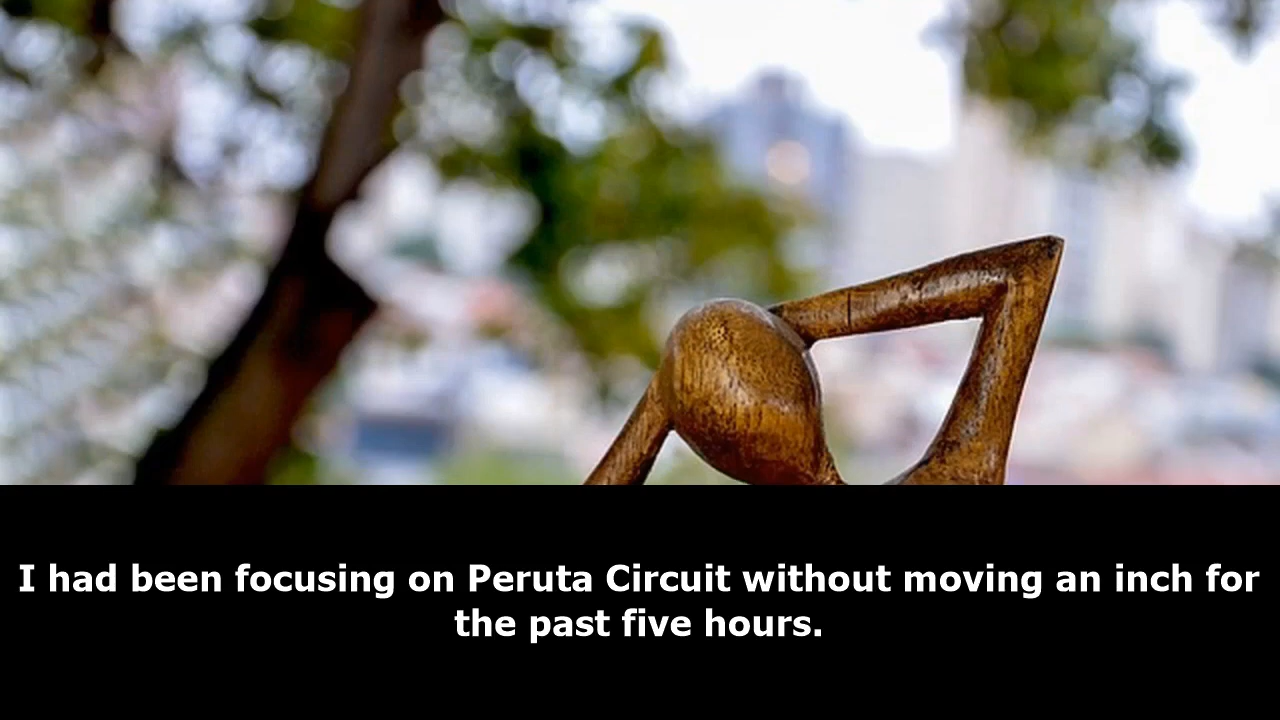 I had been focusing on Peruta Circuit without moving an inch for
the past five hours.